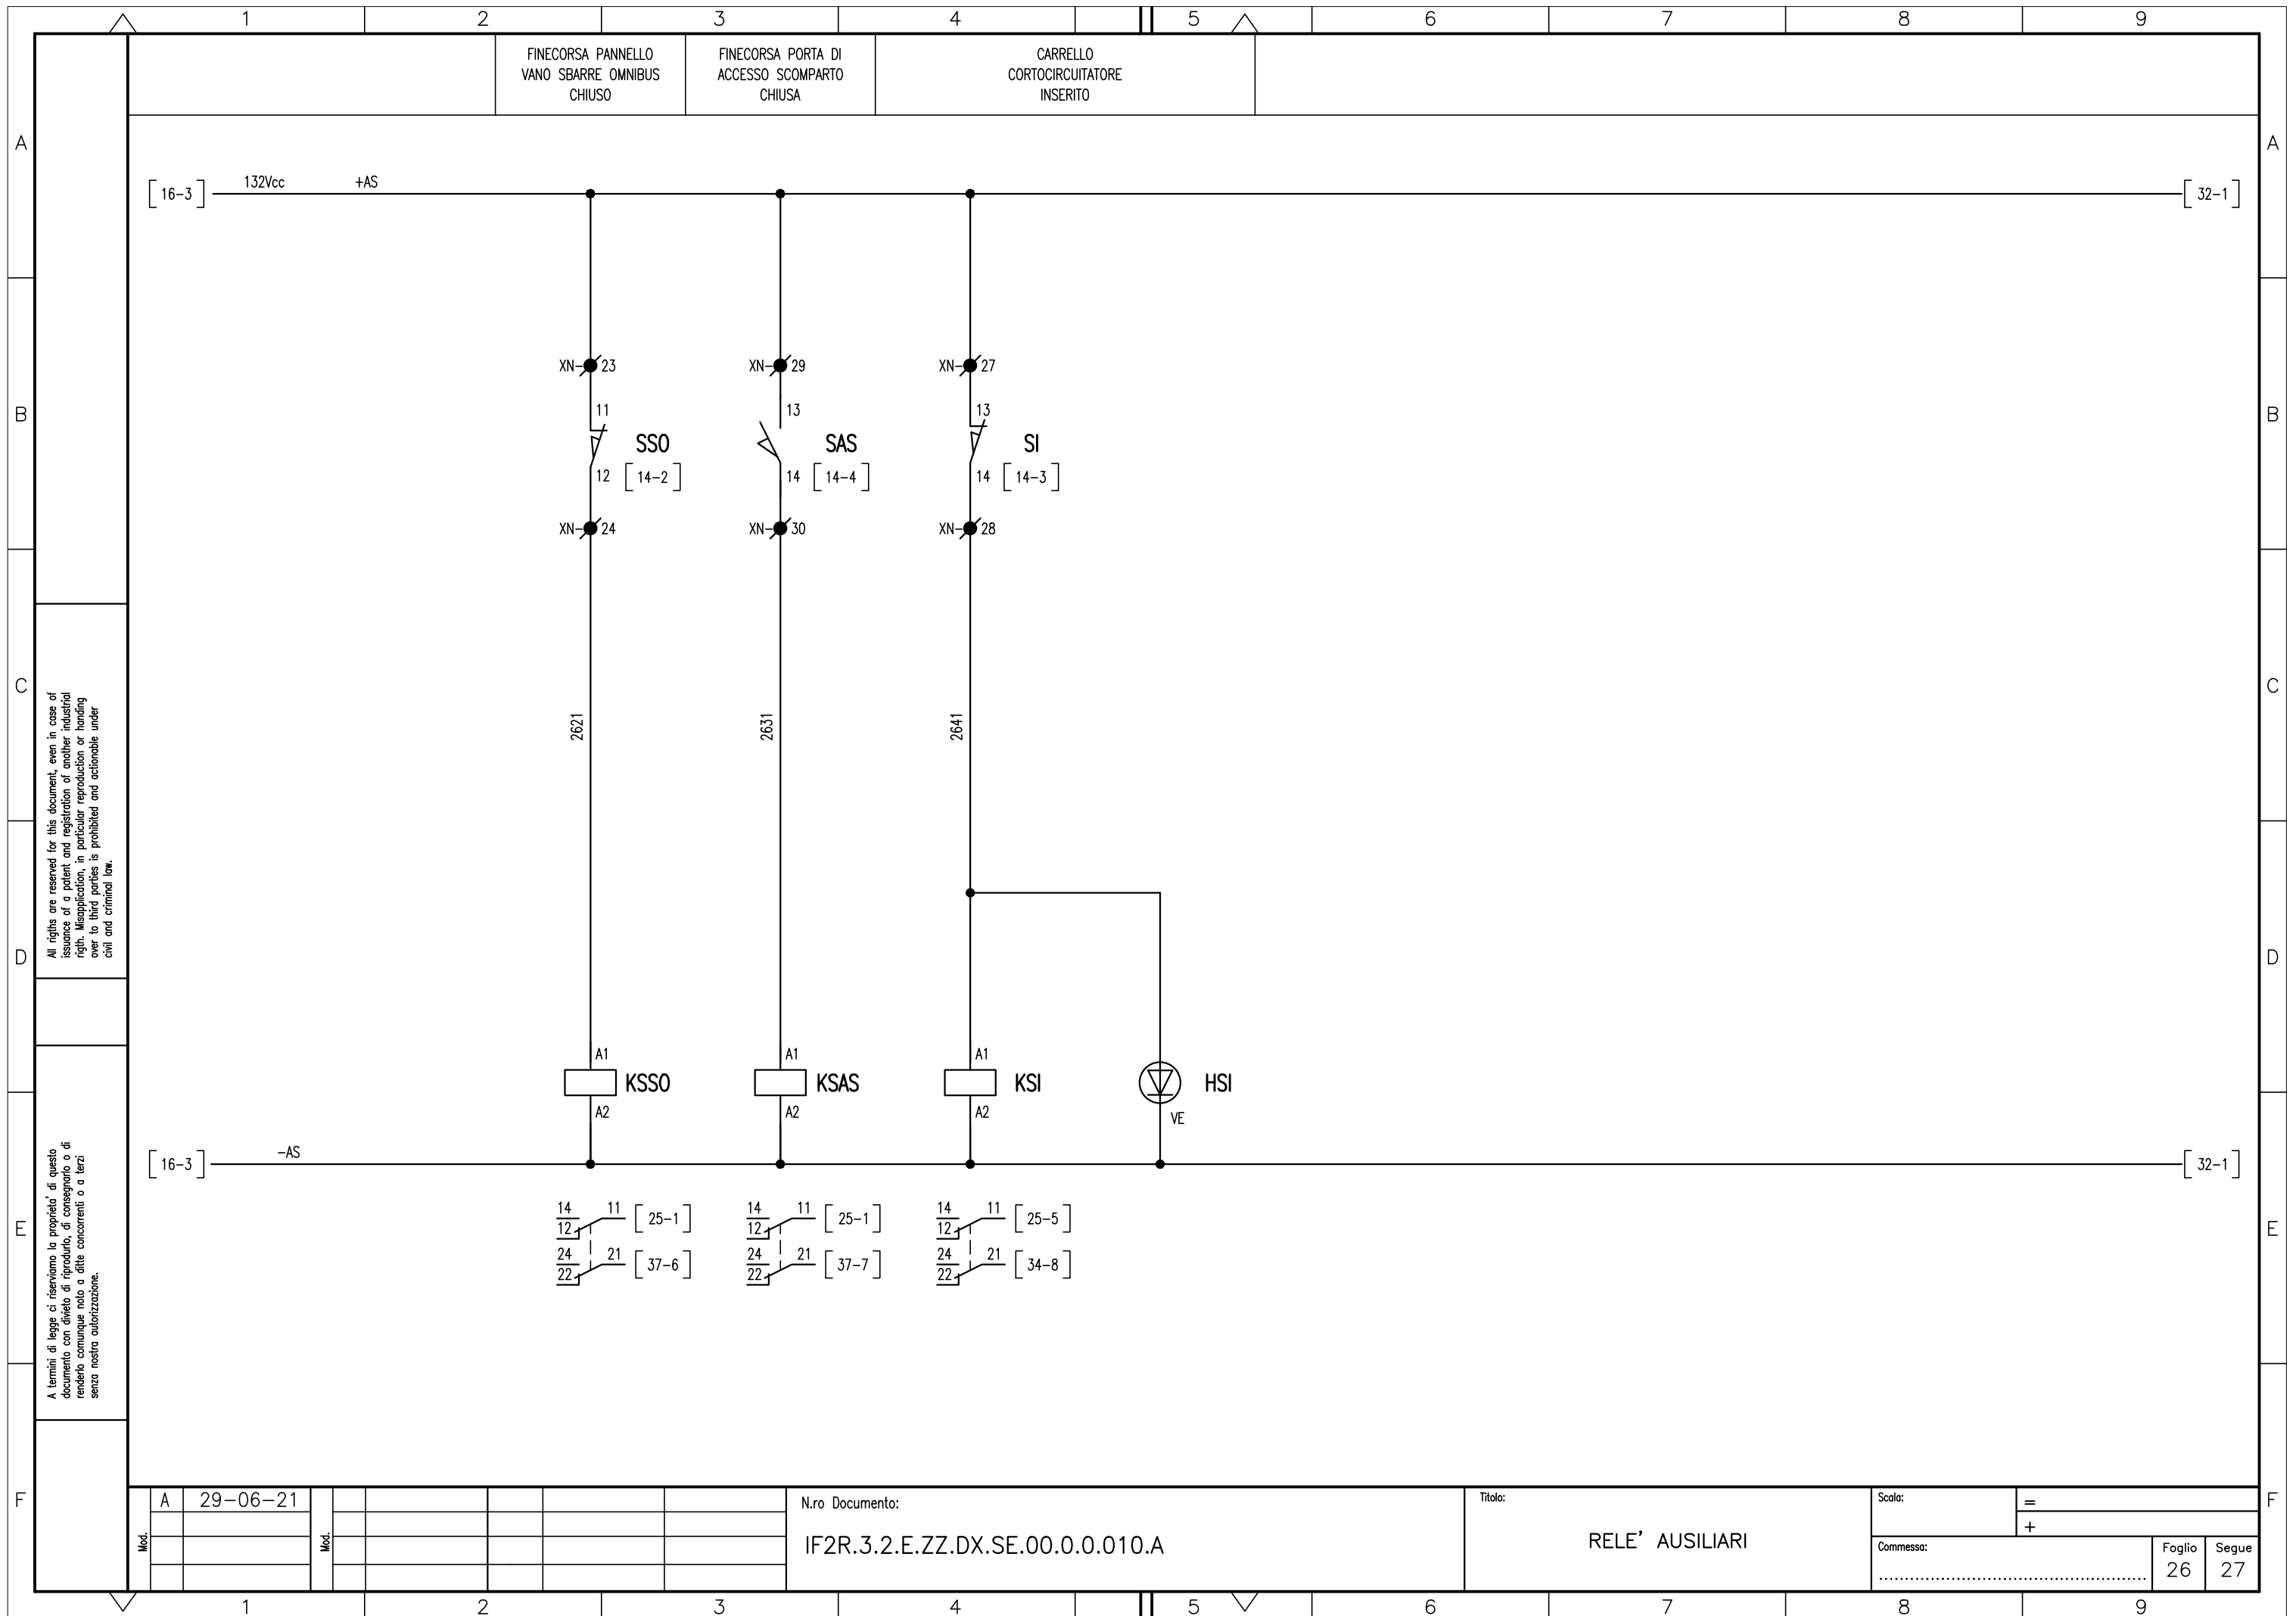 1 2 3 4 5 6 7 8 9
FINECORSA PANNELLO
VANO SBARRE OMNIBUS
CHIUSO
FINECORSA PORTA DI
ACCESSO SCOMPARTO
CHIUSA
CARRELLO
CORTOCIRCUITATORE
INSERITO
A A
16-3 132Vcc +AS 32-1
XN- 23 XN- 29 XN- 27
B B
11 13 13
SSO SAS SI
12 14-2 14 14-4 14 14-3
XN- 24 XN- 30 XN- 28
C C
2621 2631 2641
All rigths are reserved for this document, even in case of
issuance of a patent and registration of another industrial
rigth. Misapplication, in particular reproduction or handing
over to third parties is prohibited and actionable under
civil and criminal law.
D D
A1 A1 A1
KSSO KSAS KSI HSI
A2 A2 A2 VE
16-3 -AS 32-1
A termini di legge ci riserviamo la proprieta' di questo
documento con divieto di riprodurlo, di consegnarlo o di
renderlo comunque noto a ditte concorrenti o a terzi
senza nostra autorizzazione.
E E
14 11 25-1 14 11 25-1 14 11 25-5
12 12 12
24 21 37-6 24 21 37-7 24 21 34-8
22 22 22
F F
Mod. A 29-06-21 Mod.
N.ro Documento:
IF2R.3.2.E.ZZ.DX.SE.00.0.0.010.A
Titolo:
RELE' AUSILIARI
Scala: =
+
Commessa: ...................................................
Foglio Segue
26 27
1 2 3 4 5 6 7 8 9